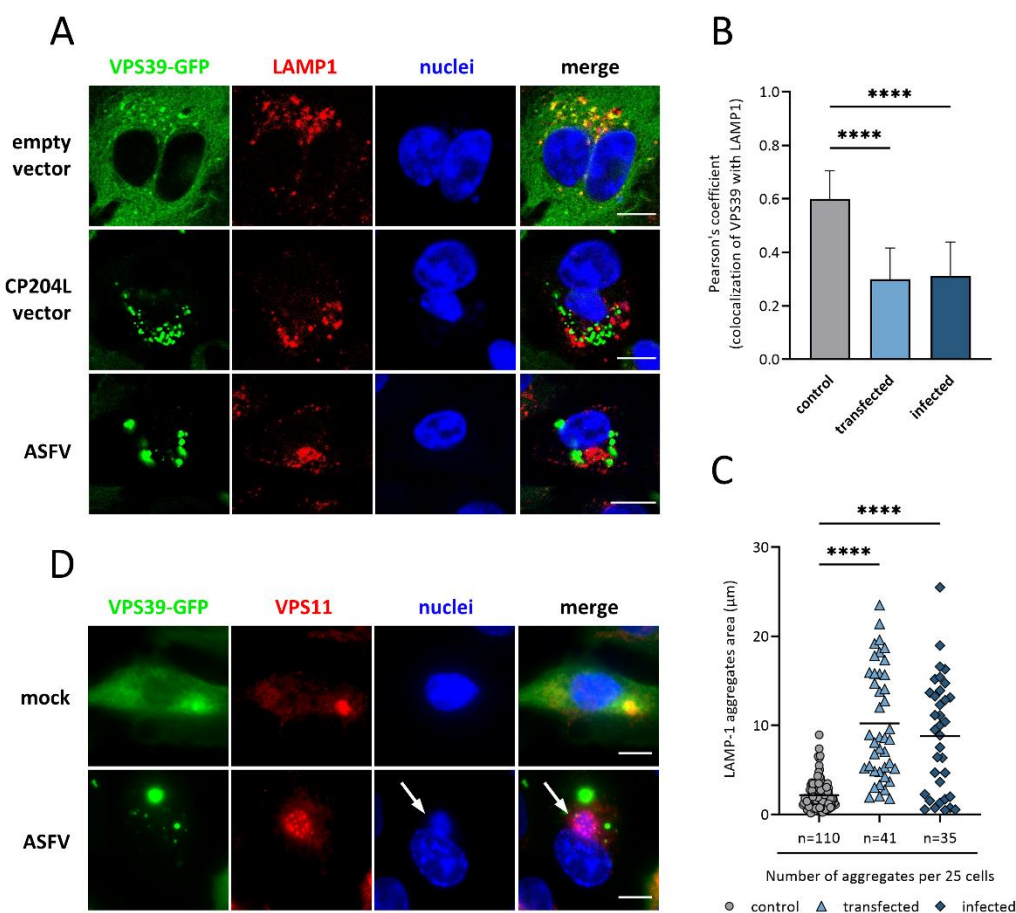 A
VPS39-GFP LAMP1 nuclei merge
empty
vector
CP204L
vector
ASFV
B
Pearson's coefficient
(colocalization of VPS39 with LAMP1)
1.0
0.8
0.6
0.4
0.2
0.0
****
****
control
transfected
infected
C
LAMP-1 aggregates area (μm)
30
20
10
0
****
****
n=110 n=41 n=35
Number of aggregates per 25 cells
control transfected infected
D
VPS39-GFP VPS11 nuclei merge
mock
ASFV